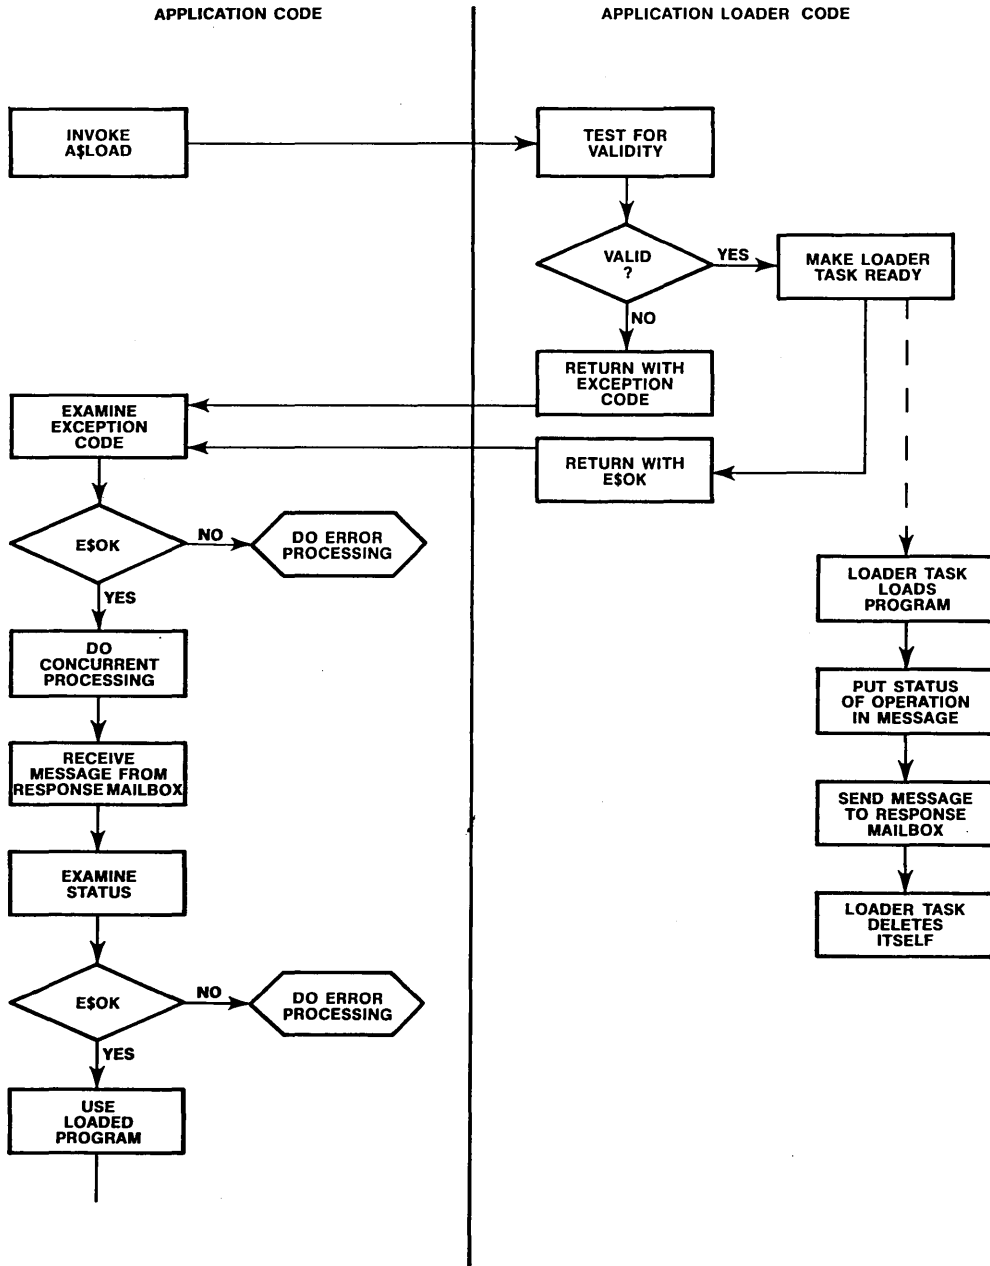 APPLICATION CODE
APPLICATION LOADER CODE
INVOKE
A$LOAD
TEST FOR
VALIDITY
VALID
?
YES
MAKE LOADER
TASK READY
NO
RETURN WITH
EXCEPTION
CODE
EXAMINE
EXCEPTION
CODE
RETURN WITH
E$OK
E$OK
NO
DO ERROR
PROCESSING
YES
LOADER TASK
LOADS
PROGRAM
DO
CONCURRENT
PROCESSING
PUT STATUS
OF OPERATION
IN MESSAGE
RECEIVE
MESSAGE FROM
RESPONSE MAILBOX
SEND MESSAGE
TO RESPONSE
MAILBOX
EXAMINE
STATUS
LOADER TASK
DELETES
ITSELF
E$OK
NO
DO ERROR
PROCESSING
YES
USE
LOADED
PROGRAM